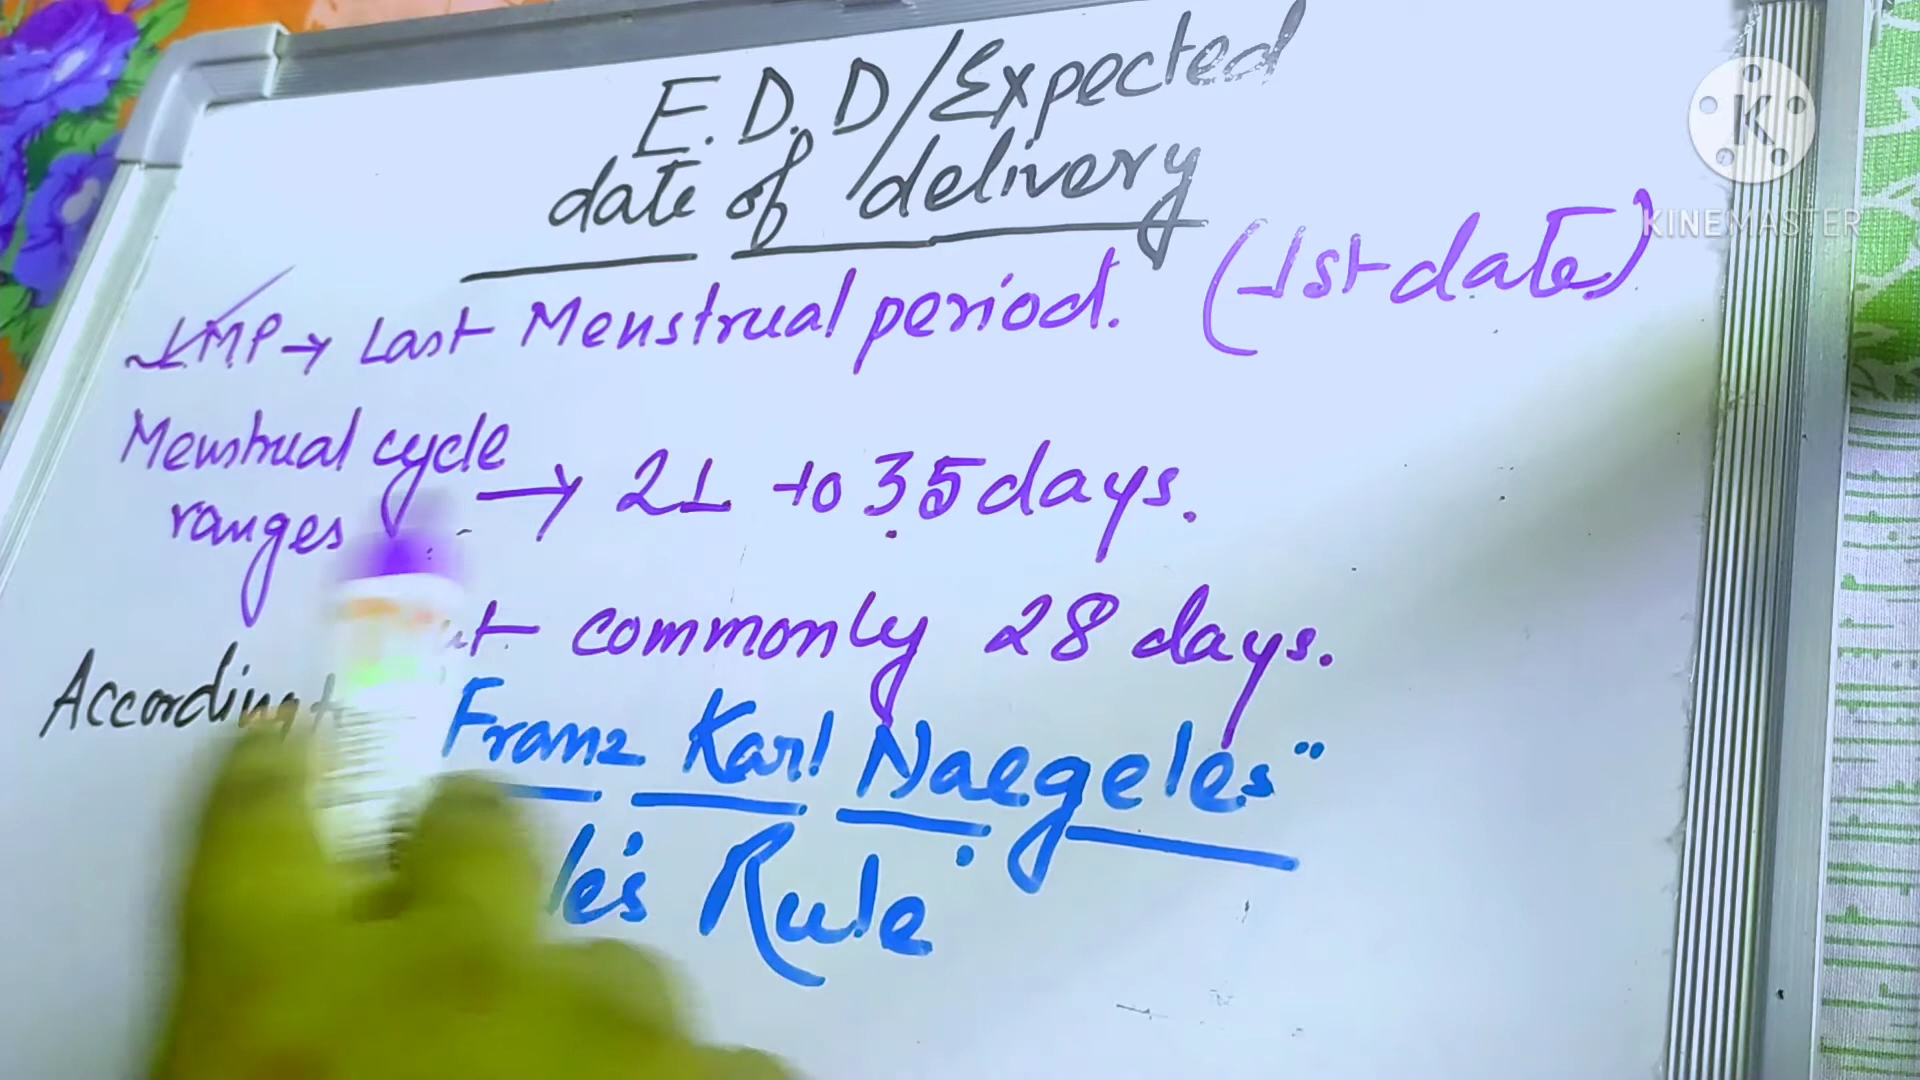 E.D.D/Expected
date of delivery
LMP → Last Menstrual period. (1st date)
Menstrual cycle
ranges → 21 to 35 days.
commonly 28 days.
According Franz Karl Naegeles"
Rule
K
KINEMASTER